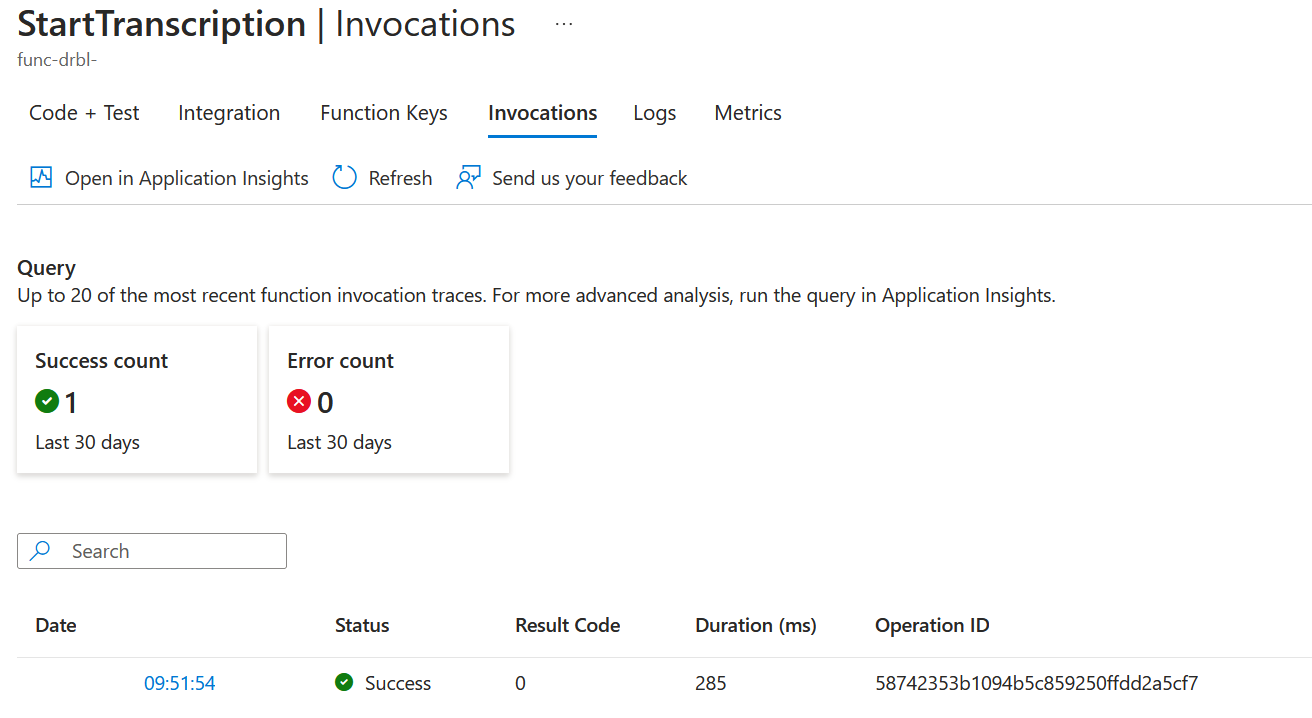 StartTranscription | Invocations ...
func-drbl-
Code + Test Integration Function Keys Invocations Logs Metrics
Open in Application Insights Refresh Send us your feedback
Query
Up to 20 of the most recent function invocation traces. For more advanced analysis, run the query in Application Insights.
Success count Error count
1 0
Last 30 days Last 30 days
Search
Date Status Result Code Duration (ms) Operation ID
09:51:54 Success 0 285 58742353b1094b5c859250ffdd2a5cf7